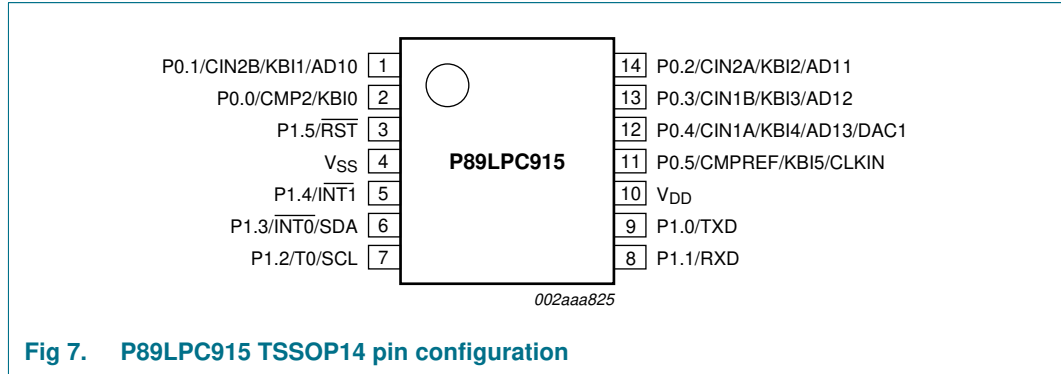 P0.1/CIN2B/KBI1/AD10 1 14 P0.2/CIN2A/KBI2/AD11
P0.0/CMP2/KBI0 2 13 P0.3/CIN1B/KBI3/AD12
P1.5/RST 3 12 P0.4/CIN1A/KBI4/AD13/DAC1
VSS 4 P89LPC915 11 P0.5/CMPREF/KBI5/CLKIN
P1.4/INT1 5 10 VDD
P1.3/INT0/SDA 6 9 P1.0/TXD
P1.2/T0/SCL 7 8 P1.1/RXD
002aaa825
Fig 7. P89LPC915 TSSOP14 pin configuration